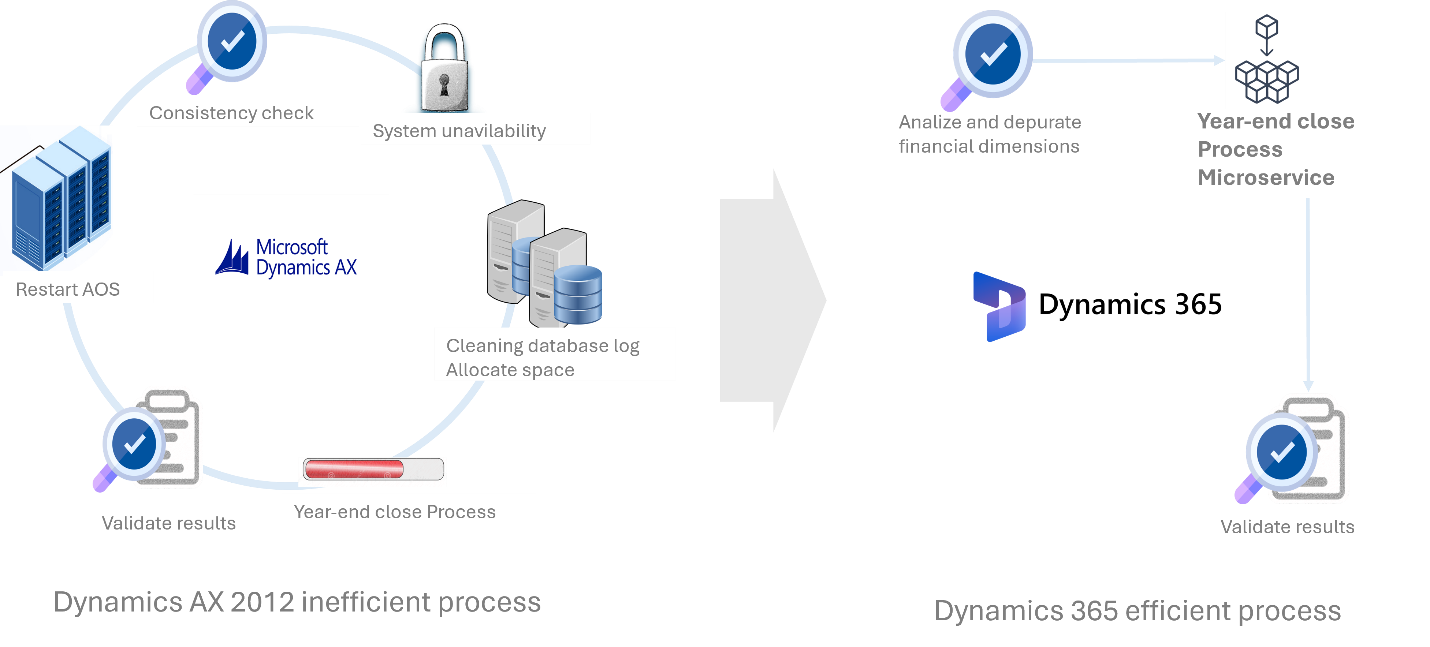 Consistency check
System unavilability
Restart AOS
Microsoft
Dynamics AX
Cleaning database log
Allocate space
Validate results
Year-end close Process
Dynamics AX 2012 inefficient process
Analize and depurate
financial dimensions
Year-end close
Process
Microservice
Dynamics 365
Validate results
Dynamics 365 efficient process